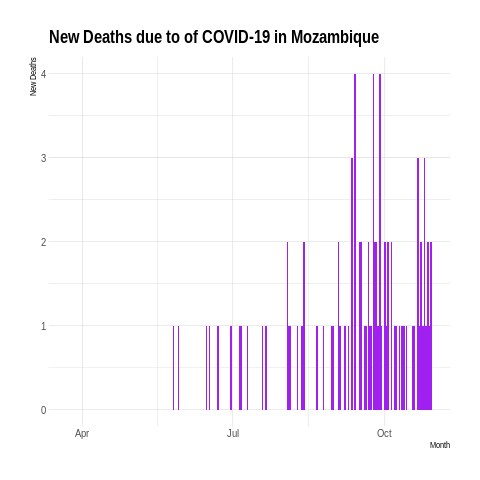 New Deaths due to of COVID-19 in Mozambique
New Deaths
4
3
2
1
0
Apr
Jul
Oct
Month